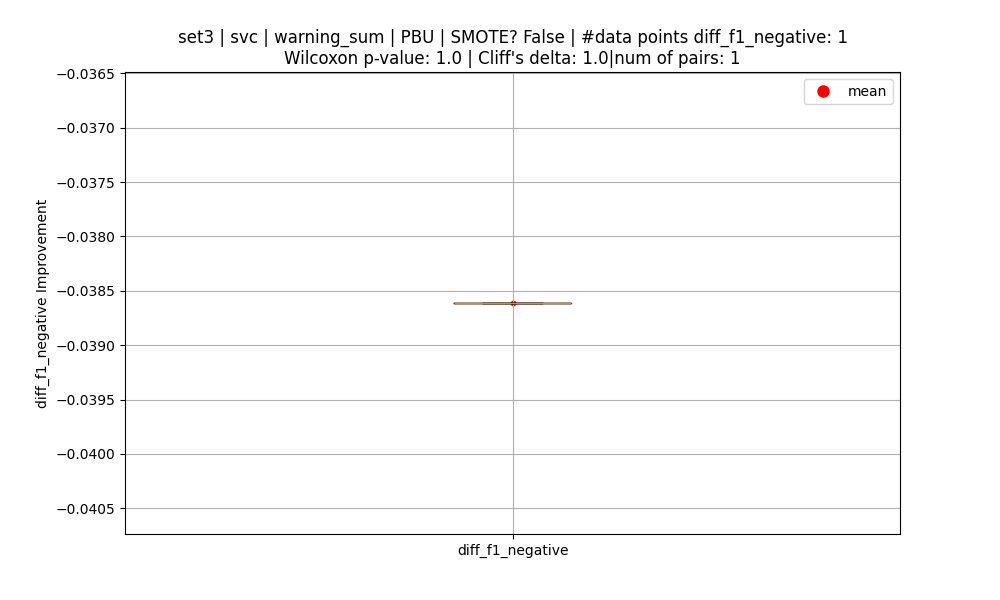 set3 | svc | warning_sum | PBU | SMOTE? False | #data points diff_f1_negative: 1
Wilcoxon p-value: 1.0 | Cliff's delta: 1.0|num of pairs: 1
mean
−0.0365
−0.0370
−0.0375
−0.0380
−0.0385
−0.0390
−0.0395
−0.0400
−0.0405
diff_f1_negative Improvement
diff_f1_negative